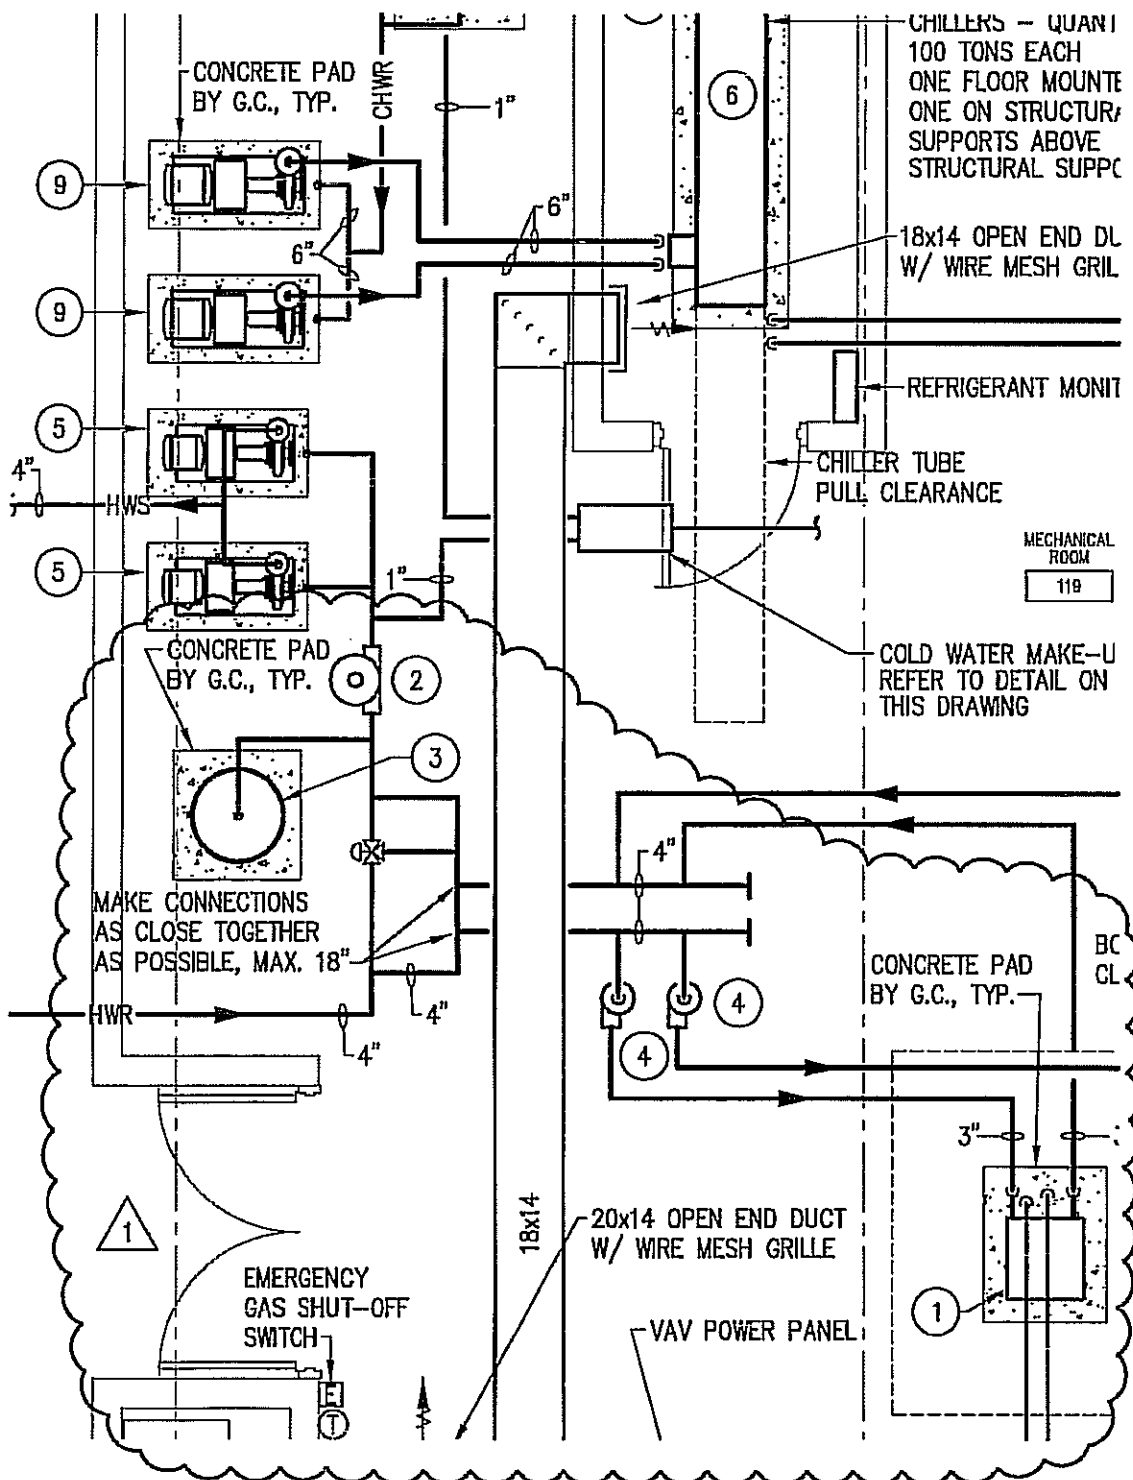 CHILLERS - QUANT
100 TONS EACH
ONE FLOOR MOUNTE
ONE ON STRUCTURA
SUPPORTS ABOVE
STRUCTURAL SUPPO
CONCRETE PAD
BY G.C., TYP.
CHWR
1"
6
9
6"
6"
9
18x14 OPEN END DU
W/ WIRE MESH GRIL
REFRIGERANT MONIT
5
4"
HWS
CHILLER TUBE
PULL CLEARANCE
MECHANICAL
ROOM
119
5
1"
CONCRETE PAD
BY G.C., TYP.
2
COLD WATER MAKE-U
REFER TO DETAIL ON
THIS DRAWING
3
4"
MAKE CONNECTIONS
AS CLOSE TOGETHER
AS POSSIBLE, MAX. 18"
4"
HWR
4"
4
4
CONCRETE PAD
BY G.C., TYP.
BC
CL
3"
1
18x14
20x14 OPEN END DUCT
W/ WIRE MESH GRILLE
EMERGENCY
GAS SHUT-OFF
SWITCH
E
T
VAV POWER PANEL
1